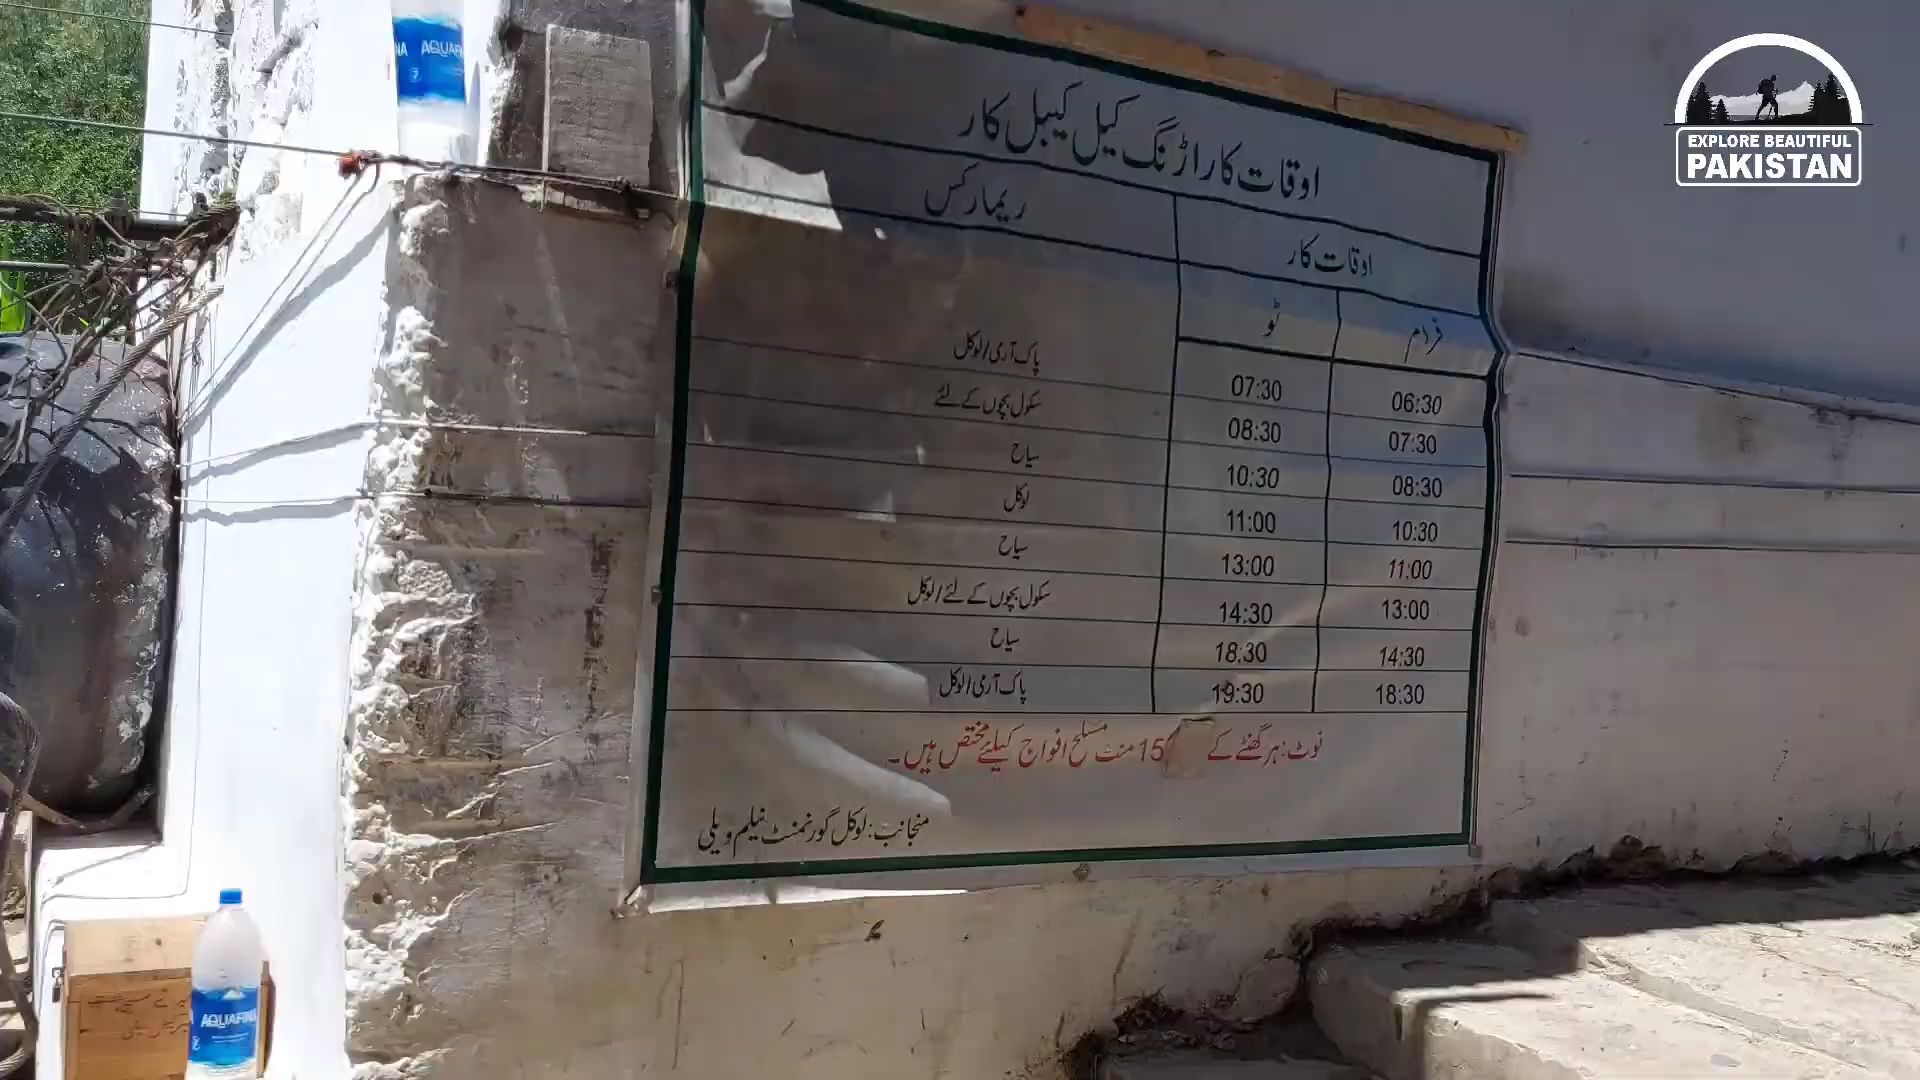 اوقات کار اڑنگ کیل کیبل کار
اوقات کار ریمارکس
فردم ٹو
06:30 07:30 پاک آرمی/لوکل
07:30 08:30 سکول بچوں کے لئے
08:30 10:30 سیاح
10:30 11:00 لوکل
11:00 13:00 سیاح
13:00 14:30 سکول بچوں کے لئے/لوکل
14:30 18:30 سیاح
18:30 19:30 پاک آرمی/لوکل
نوٹ: ہر گھنٹے کے 15 منٹ مسلح افواج کیلئے مختص ہیں۔
منجانب: لوکل گورنمنٹ نیلم ویلی
EXPLORE BEAUTIFUL
PAKISTAN
AQUAFINA